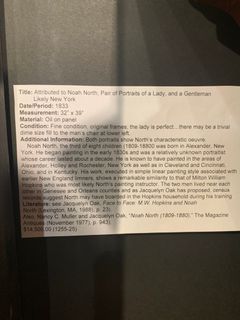 Title: Attributed to Noah North, Pair of Portraits of a Lady, and a Gentleman
Likely New York
Date/Period: 1833
Measurement: 32" x 39"
Material: Oil on panel
Condition: Fine condition, original frames; the lady is perfect... there may be a trivial
dime size fill to the man's chair at lower left.
Additional Information: Both portraits show North's characteristic oeuvre.
Noah North, the third of eight children (1809-18800 was born in Alexander, New
York. He began painting in the early 1830s and was a relatively unknown portraitist
whose career lasted about a decade. He is known to have painted in the areas of
Alexander, Holley and Rochester, New York as well as in Cleveland and Cincinnati,
Ohio, and in Kentucky. His work, executed in simple linear painting style associated with
earlier New England limners, shows a remarkable similarity to that of Milton William
Hopkins who was most likely North's painting instructor. The two men lived near each
other in Genesee and Orleans counties and as Jacquelyn Oak has proposed, census
records suggest North may have boarded in the Hopkins household during his training
Literature: see Jacquelyn Oak, Face to Face: M.W. Hopkins and Noah
North (Lexington, MA, 1988), p. 23)
Also, Nancy C. Muller and Jacquelyn Oak, "Noah North (1809-1880)," The Magazine
Antiques (November 1977), p. 943)
$14,500.00 (1255-25)